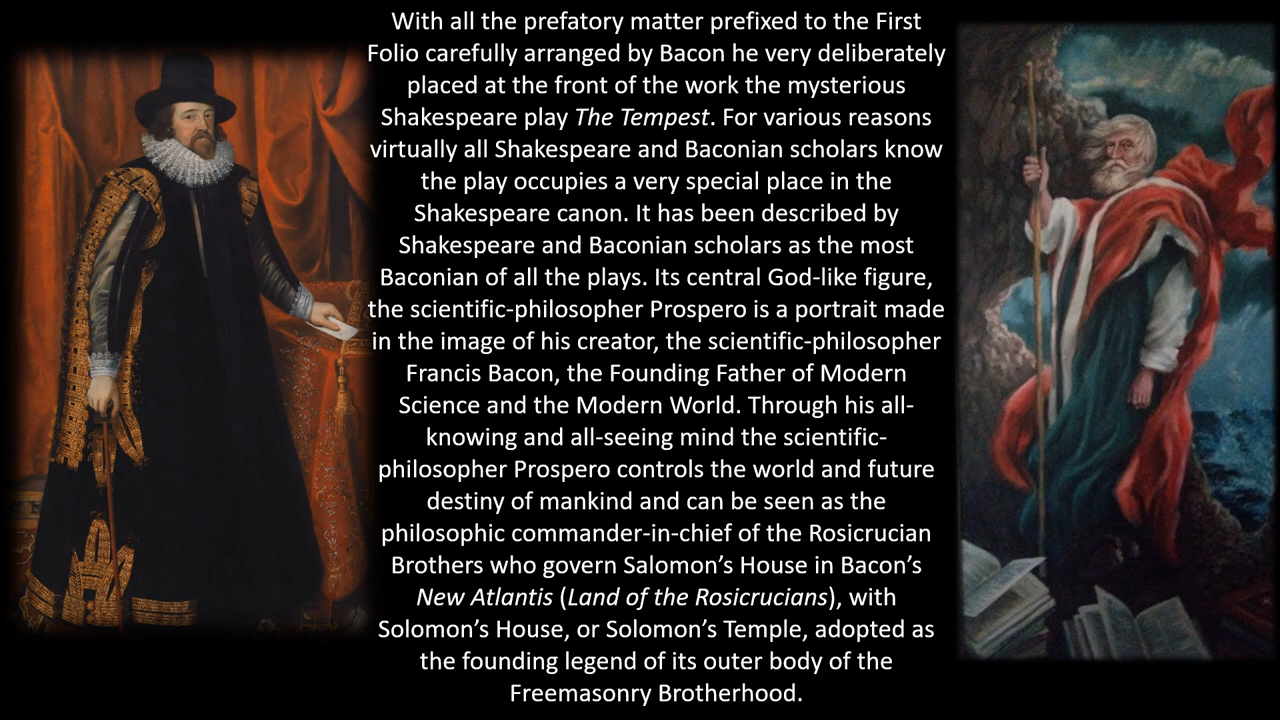 With all the prefatory matter prefixed to the First
Folio carefully arranged by Bacon he very deliberately
placed at the front of the work the mysterious
Shakespeare play The Tempest. For various reasons
virtually all Shakespeare and Baconian scholars know
the play occupies a very special place in the
Shakespeare canon. It has been described by
Shakespeare and Baconian scholars as the most
Baconian of all the plays. Its central God-like figure,
the scientific-philosopher Prospero is a portrait made
in the image of his creator, the scientific-philosopher
Francis Bacon, the Founding Father of Modern
Science and the Modern World. Through his all-
knowing and all-seeing mind the scientific-
philosopher Prospero controls the world and future
destiny of mankind and can be seen as the
philosophic commander-in-chief of the Rosicrucian
Brothers who govern Salomon’s House in Bacon’s
New Atlantis (Land of the Rosicrucians), with
Solomon’s House, or Solomon’s Temple, adopted as
the founding legend of its outer body of the
Freemasonry Brotherhood.